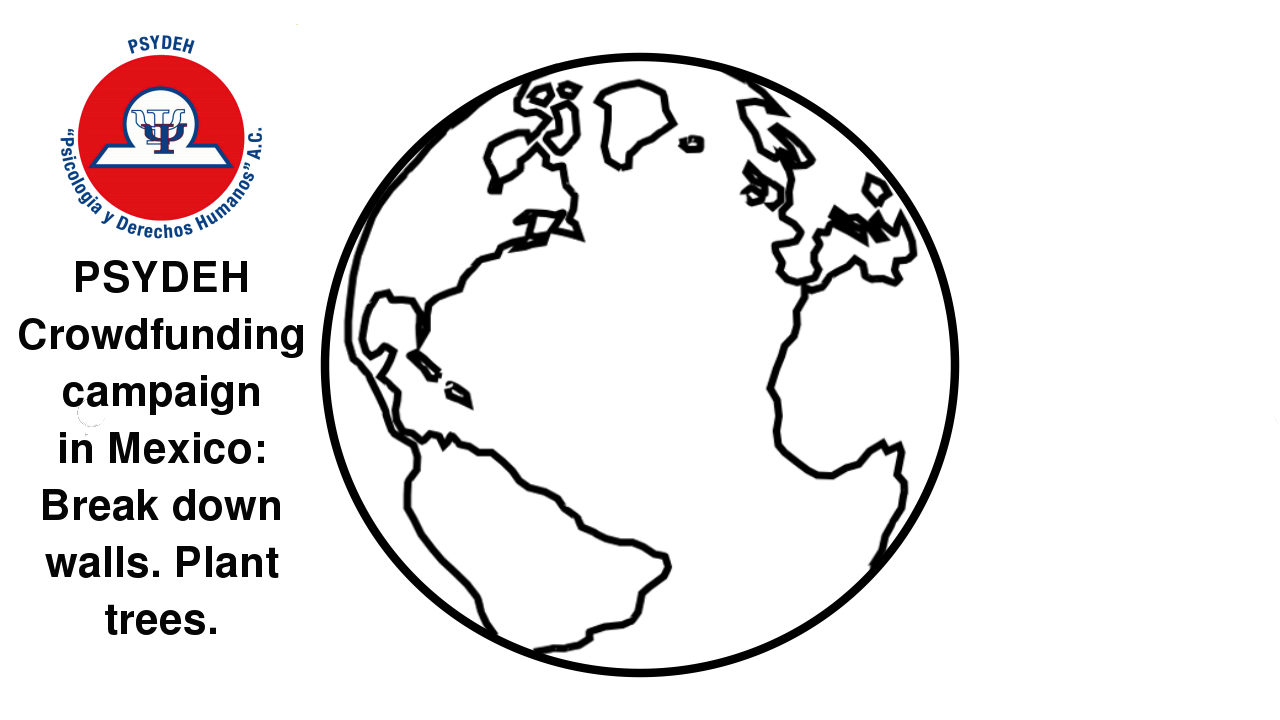 PSYDEH
"Psicología y Derechos Humanos" A.C.
PSYDEH
Crowdfunding
campaign
in Mexico:
Break down
walls. Plant
trees.